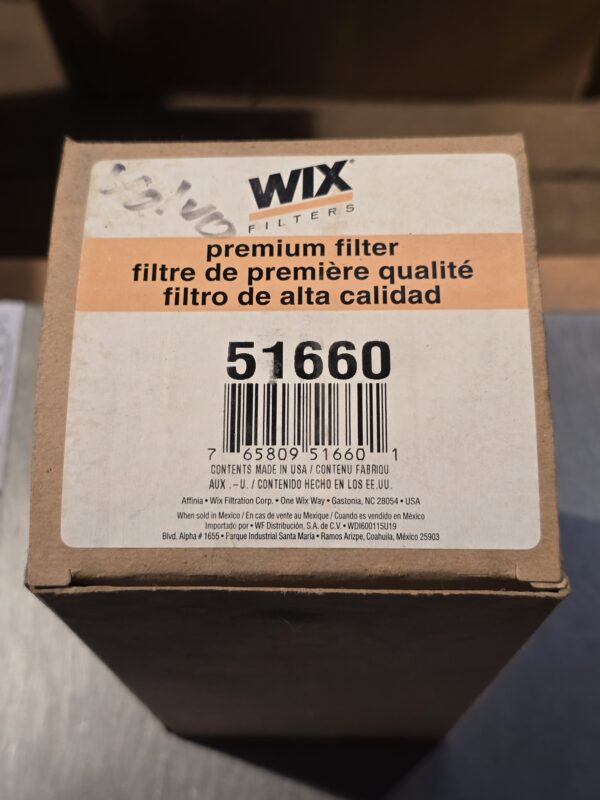 Volvo
WIX
FILTERS
premium filter
filtre de première qualité
filtro de alta calidad
51660
7 65809 51660 1
CONTENTS MADE IN USA / CONTENU FABRIQU
AUX .-U. / CONTENIDO HECHO EN LOS EE.UU.
Affinia • Wix Filtration Corp. • One Wix Way • Gastonia, NC 28054 • USA
When sold in Mexico / En cas de vente au Mexique / Cuando es vendido en México
Importado por • WF Distribución, S.A. de C.V. • WDI600115U19
Blvd. Alpha # 1655 • Parque Industrial Santa María • Ramos Arizpe, Coahuila, México 25903